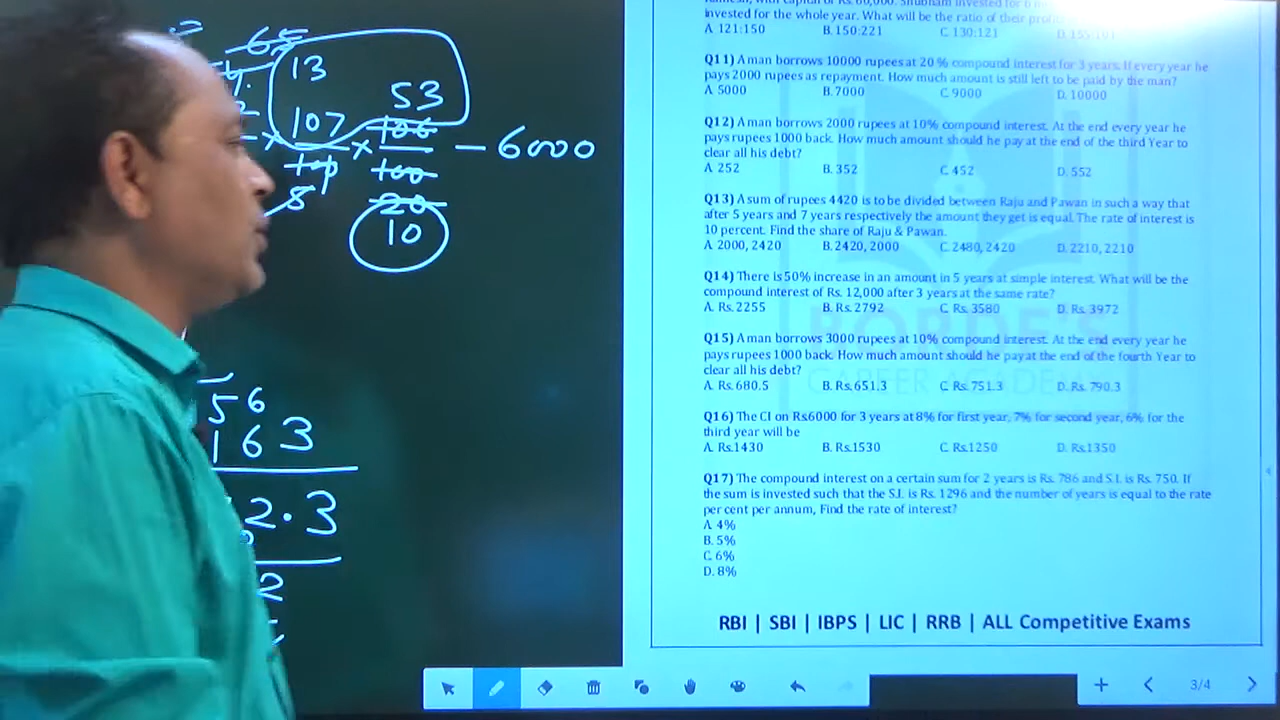 65
13
53
107 × 106 — 6000
100
20
10
8
56
163
2.3
2
invested for the whole year. What will be the ratio of their
A. 121:150 B. 150:221 C. 130:121
Q11) A man borrows 10000 rupees at 20 % compound interest for 3 years. If every year he
pays 2000 rupees as repayment. How much amount is still left to be paid by the man?
A. 5000 B. 7000 C. 9000 D. 10000
Q12) A man borrows 2000 rupees at 10% compound interest. At the end every year he
pays rupees 1000 back. How much amount should he pay at the end of the third Year to
clear all his debt?
A. 252 B. 352 C. 452 D. 552
Q13) A sum of rupees 4420 is to be divided between Raju and Pawan in such a way that
after 5 years and 7 years respectively the amount they get is equal. The rate of interest is
10 percent. Find the share of Raju & Pawan.
A. 2000, 2420 B. 2420, 2000 C. 2480, 2420 D. 2210, 2210
Q14) There is 50% increase in an amount in 5 years at simple interest. What will be the
compound interest of Rs. 12,000 after 3 years at the same rate?
A. Rs. 2255 B. Rs. 2792 C. Rs. 3580 D. Rs. 3972
Q15) A man borrows 3000 rupees at 10% compound interest. At the end every year he
pays rupees 1000 back. How much amount should he pay at the end of the fourth Year to
clear all his debt?
A. Rs. 680.5 B. Rs. 651.3 C. Rs. 751.3 D. Rs. 790.3
Q16) The CI on Rs6000 for 3 years at 8% for first year, 7% for second year, 6% for the
third year will be
A. Rs.1430 B. Rs.1530 C. Rs.1250 D. Rs.1350
Q17) The compound interest on a certain sum for 2 years is Rs. 786 and S.I. is Rs. 750. If
the sum is invested such that the S.I. is Rs. 1296 and the number of years is equal to the rate
per cent per annum, Find the rate of interest?
A. 4%
B. 5%
C. 6%
D. 8%
CAREER ACADEMY
RBI | SBI | IBPS | LIC | RRB | ALL Competitive Exams
3/4